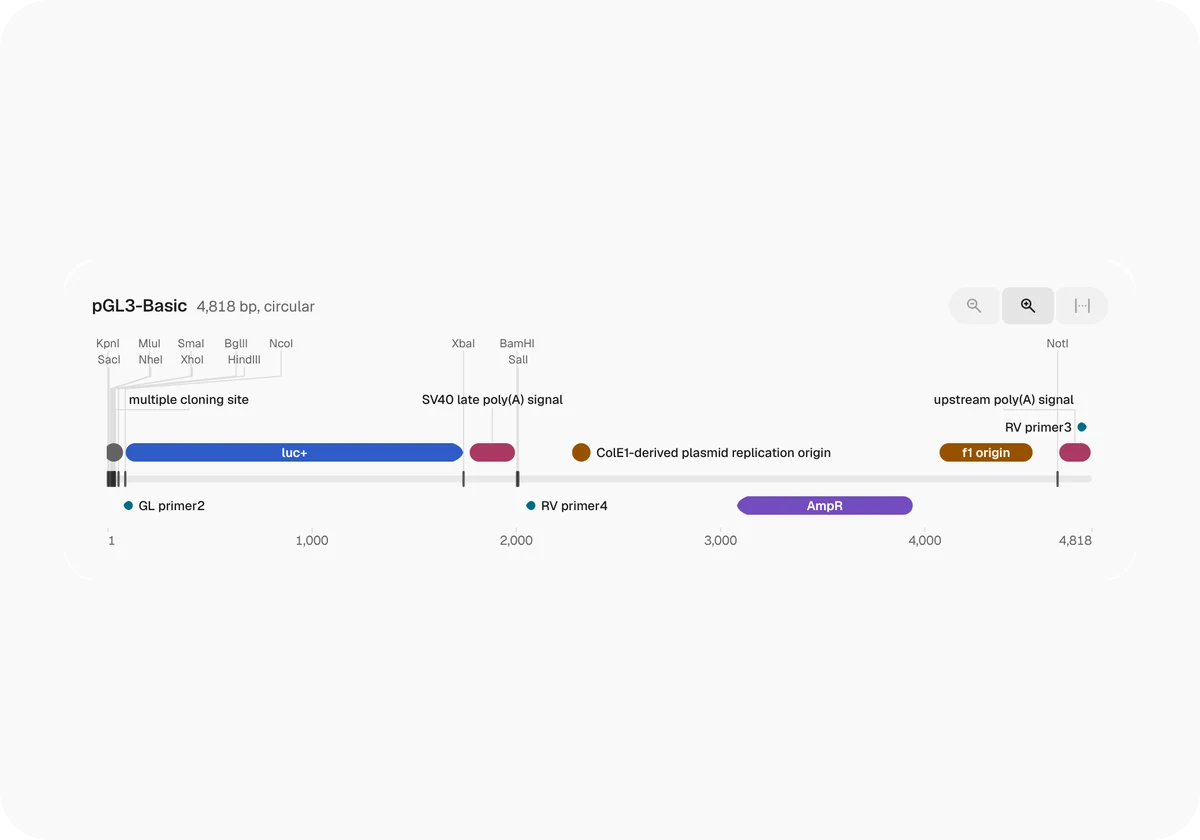 pGL3-Basic 4,818 bp, circular
KpnI MluI SmaI BglII NcoI XbaI BamHI NotI
SacI NheI XhoI HindIII SalI
multiple cloning site SV40 late poly(A) signal upstream poly(A) signal
RV primer3
luc+ ColE1-derived plasmid replication origin f1 origin
GL primer2 RV primer4 AmpR
1 1,000 2,000 3,000 4,000 4,818